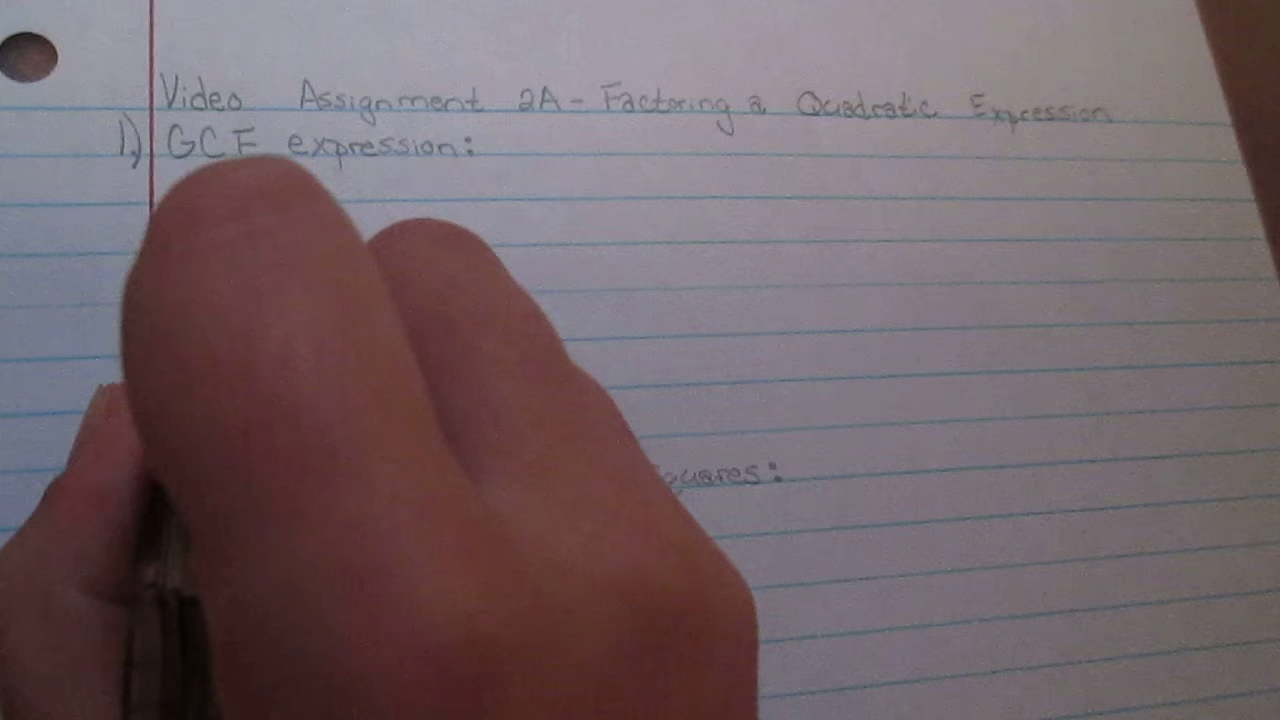 Video Assignment 2A - Factoring a Quadratic Expression
1.) GCF expression:
quares: